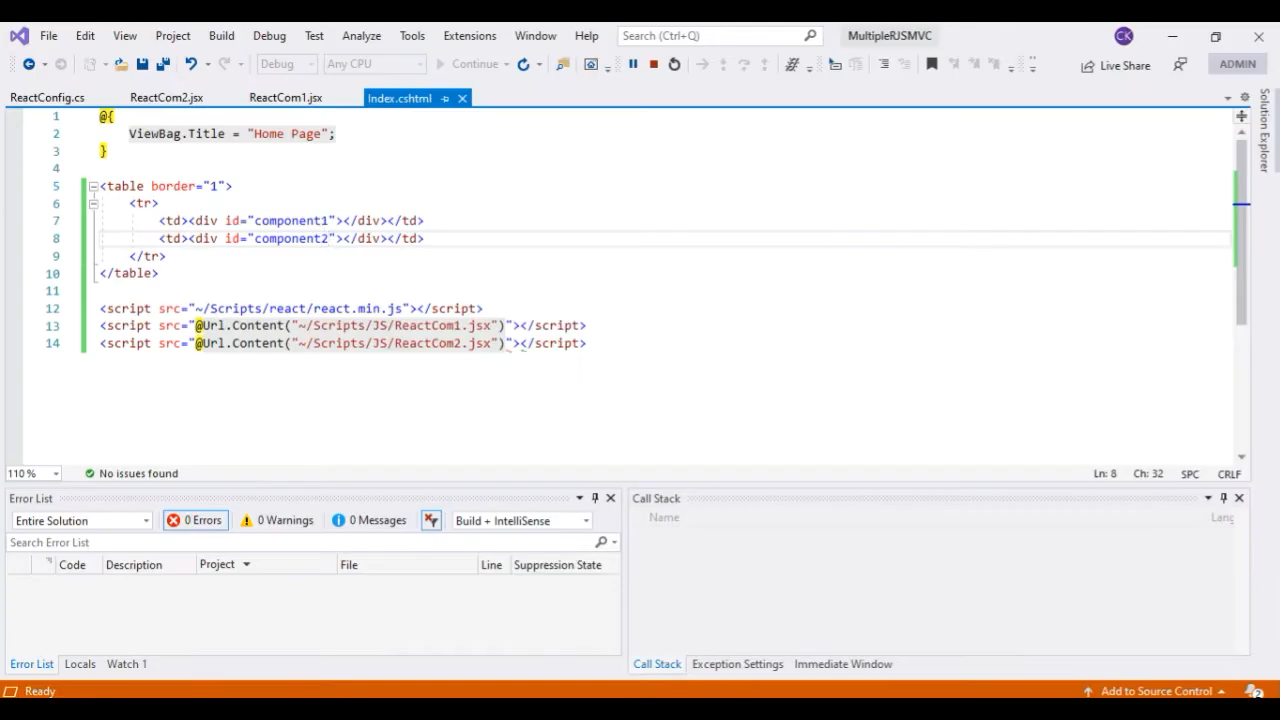 File Edit View Project Build Debug Test Analyze Tools Extensions Window Help Search (Ctrl+Q) MultipleRJSMVC CK
Debug Any CPU Continue Live Share ADMIN
ReactConfig.cs ReactCom2.jsx ReactCom1.jsx Index.cshtml
Solution Explorer
1 @{
2 ViewBag.Title = "Home Page";
3 }
4
5 <table border="1">
6 <tr>
7 <td><div id="component1"></div></td>
8 <td><div id="component2"></div></td>
9 </tr>
10 </table>
11
12 <script src="~/Scripts/react/react.min.js"></script>
13 <script src="@Url.Content("~/Scripts/JS/ReactCom1.jsx")"></script>
14 <script src="@Url.Content("~/Scripts/JS/ReactCom2.jsx")"></script>
110 % No issues found Ln: 8 Ch: 32 SPC CRLF
Error List
Entire Solution 0 Errors 0 Warnings 0 Messages Build + IntelliSense
Search Error List
Code Description Project File Line Suppression State
Error List Locals Watch 1
Call Stack
Name Lang
Call Stack Exception Settings Immediate Window
Ready Add to Source Control 2